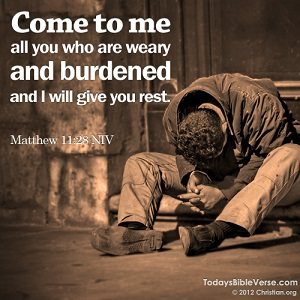 Come to me
all you who are weary
and burdened
and I will give you rest.
Matthew 11:28 NIV
TodaysBibleVerse.com
© 2012 Christian.org